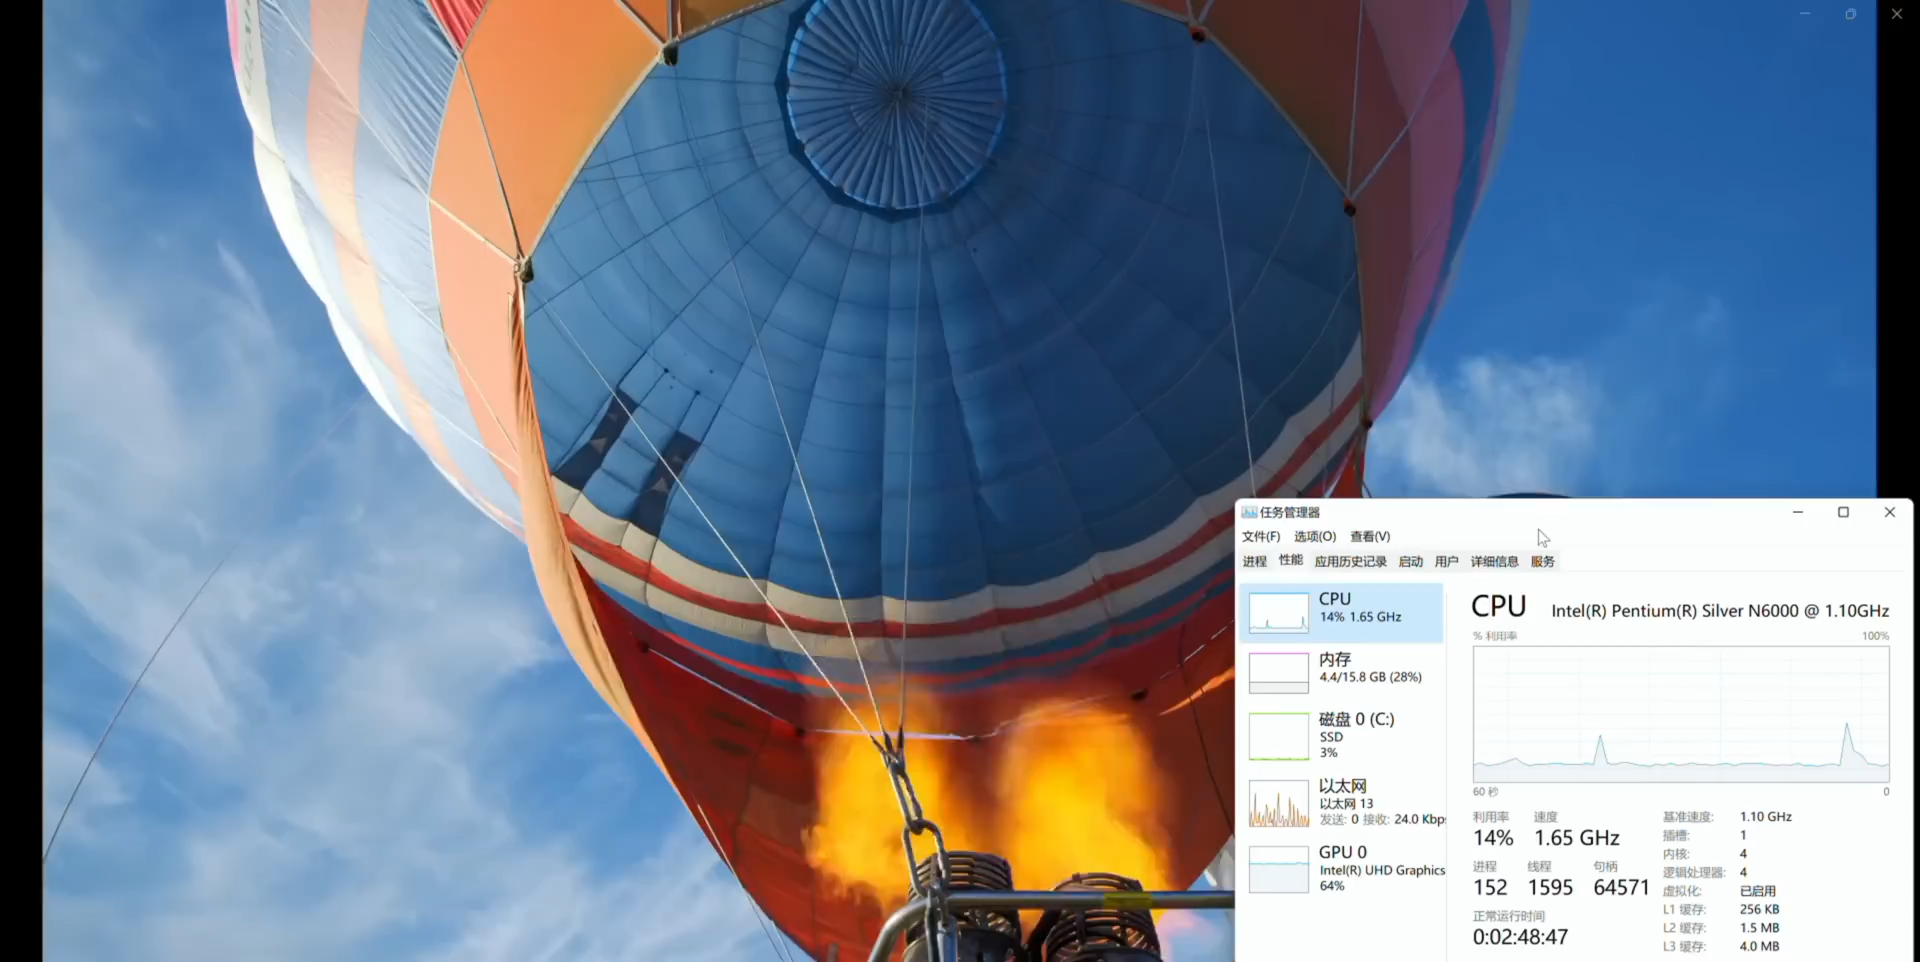 任务管理器
文件(F) 选项(O) 查看(V)
进程 性能 应用历史记录 启动 用户 详细信息 服务
CPU
14% 1.65 GHz
内存
4.4/15.8 GB (28%)
磁盘 0 (C:)
SSD
3%
以太网
以太网 13
发送: 0 接收: 24.0 Kbps
GPU 0
Intel(R) UHD Graphics
64%
CPU Intel(R) Pentium(R) Silver N6000 @ 1.10GHz
% 利用率 100%
60 秒 0
利用率 速度
14% 1.65 GHz
进程 线程 句柄
152 1595 64571
正常运行时间
0:02:48:47
基准速度: 1.10 GHz
插槽: 1
内核: 4
逻辑处理器: 4
虚拟化: 已启用
L1 缓存: 256 KB
L2 缓存: 1.5 MB
L3 缓存: 4.0 MB